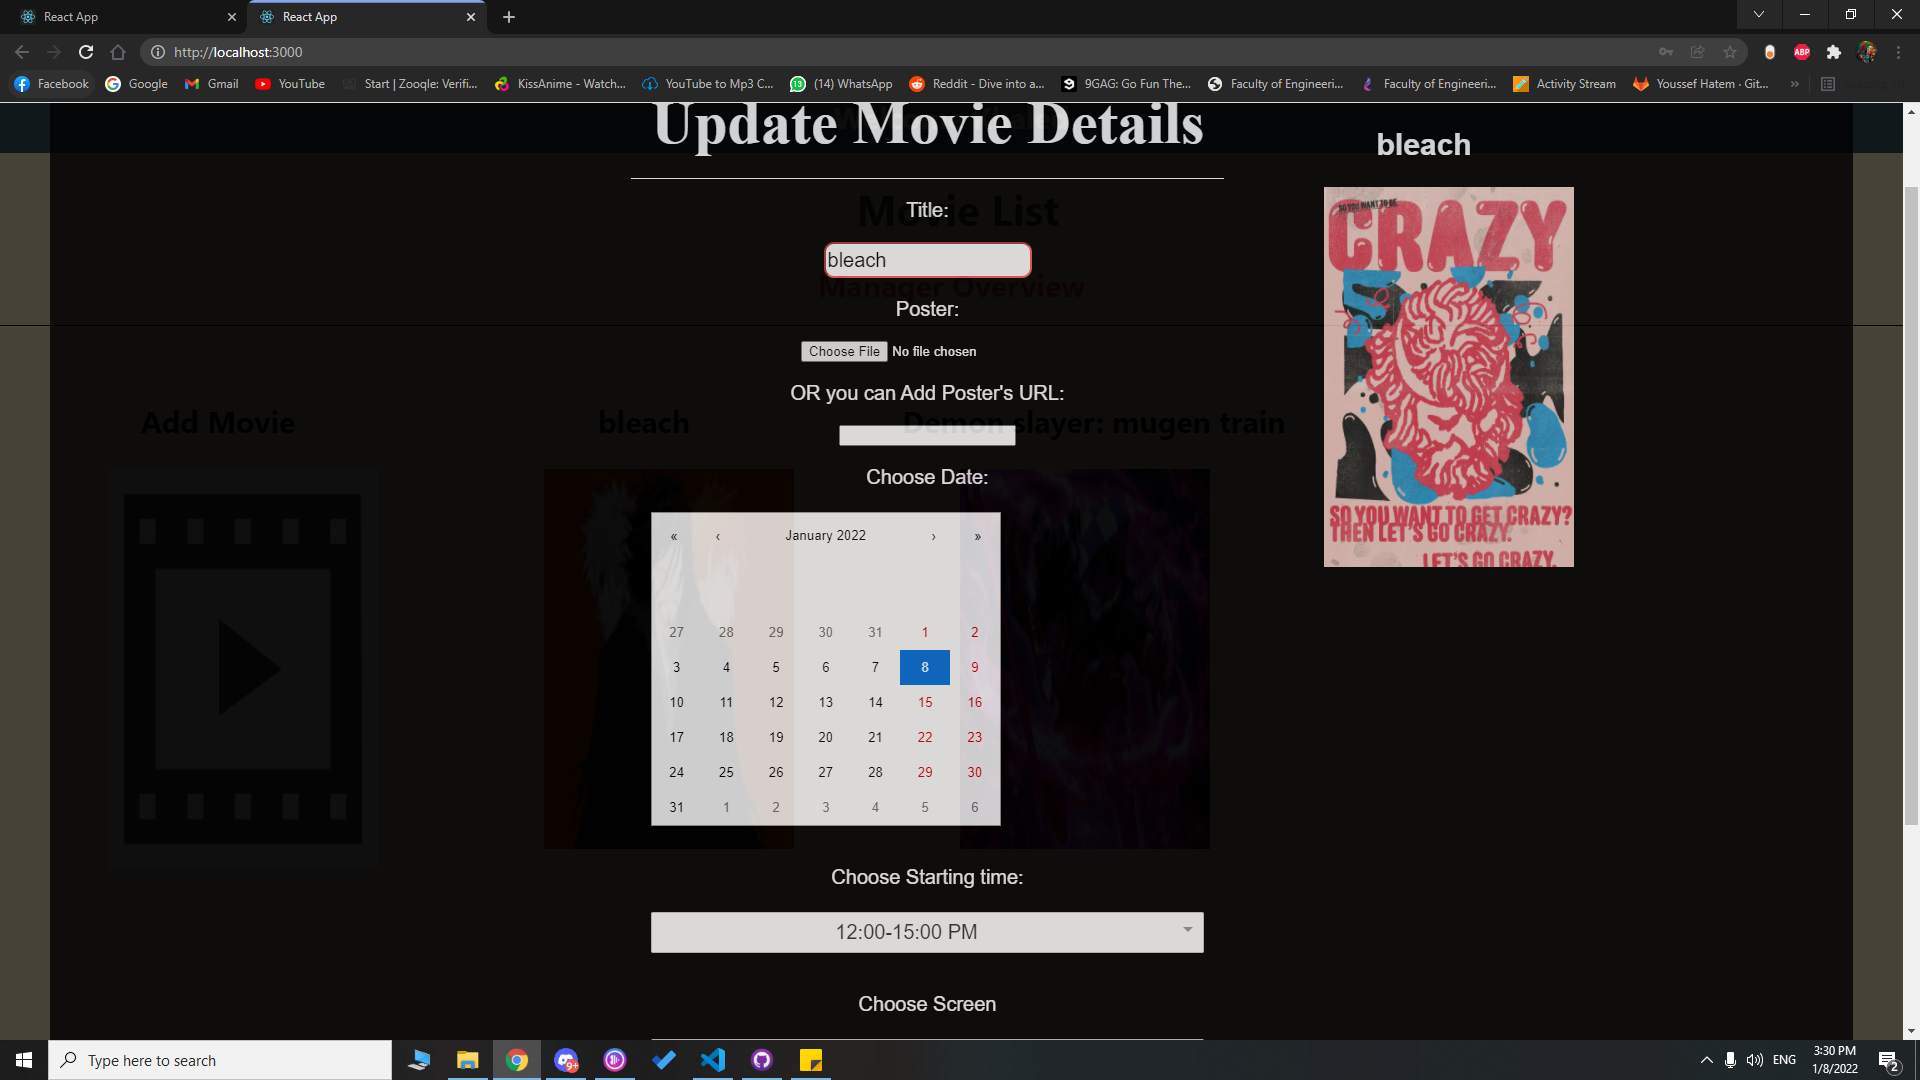 React App
React App
http://localhost:3000
ABP
Facebook
Google
Gmail
YouTube
Start | Zooqle: Verifi...
KissAnime - Watch...
YouTube to Mp3 C...
(14) WhatsApp
Reddit - Dive into a...
9GAG: Go Fun The...
Faculty of Engineeri...
Faculty of Engineeri...
Activity Stream
Youssef Hatem · Git...
»
Update Movie Details
bleach
Movie List
Title:
bleach
Manager Overview
Poster:
Choose File No file chosen
OR you can Add Poster's URL:
Add Movie
bleach
Demon slayer: mugen train
Choose Date:
« ‹ January 2022 › »
27 28 29 30 31 1 2
3 4 5 6 7 8 9
10 11 12 13 14 15 16
17 18 19 20 21 22 23
24 25 26 27 28 29 30
31 1 2 3 4 5 6
Choose Starting time:
12:00-15:00 PM
Choose Screen
SO YOU WANT TO BE
CRAZY
SO YOU WANT TO GET CRAZY?
THEN LET'S GO CRAZY.
LET'S GO CRAZY.
Type here to search
9+
ENG
3:30 PM
1/8/2022
2